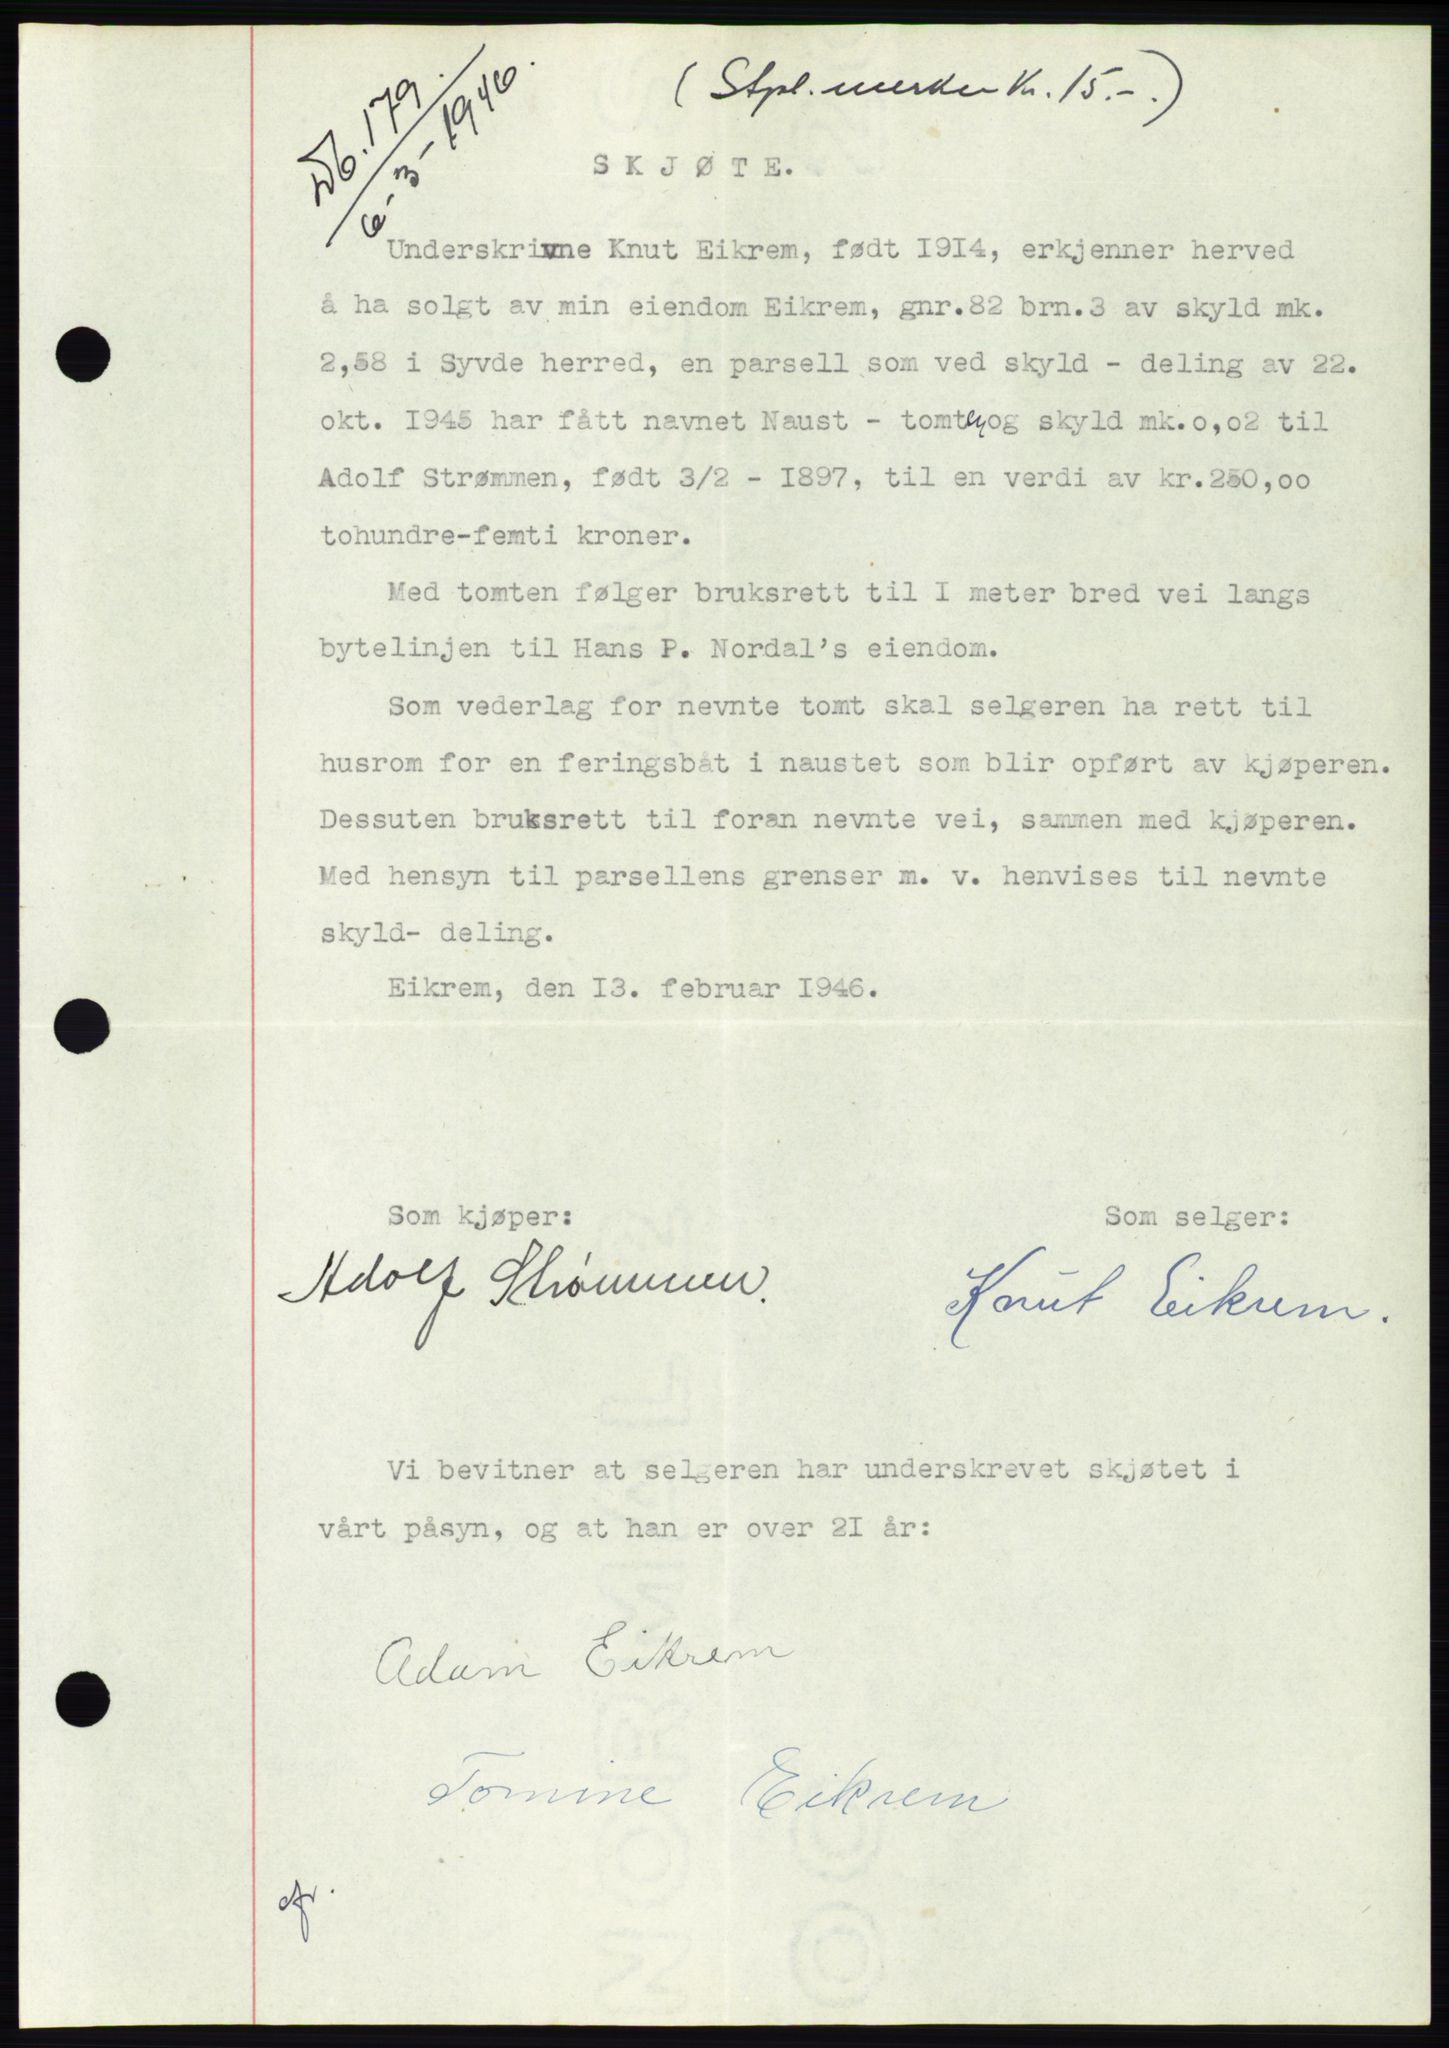 Db. 179.
6-3-1946.
(Stpl.merker Kr. 15.-.)
S K J Ø T E.
Underskrivne Knut Eikrem, født 1914, erkjenner herved
å ha solgt av min eiendom Eikrem, gnr.82 brn.3 av skyld mk.
2,58 i Syvde herred, en parsell som ved skyld - deling av 22.
okt. 1945 har fått navnet Naust - tomten og skyld mk.o,o2 til
Adolf Strømmen, født 3/2 - 1897, til en verdi av kr.250,oo
tohundre-femti kroner.
Med tomten følger bruksrett til I meter bred vei langs
bytelinjen til Hans P. Nordal's eiendom.
Som vederlag for nevnte tomt skal selgeren ha rett til
husrom for en feringsbåt i naustet som blir opført av kjøperen.
Dessuten bruksrett til foran nevnte vei, sammen med kjøperen.
Med hensyn til parsellens grenser m. v. henvises til nevnte
skyld- deling.
Eikrem, den 13. februar 1946.
Som kjøper: Som selger:
Adolf Strømmen. Knut Eikrem.
Vi bevitner at selgeren har underskrevet skjøtet i
vårt påsyn, og at han er over 21 år:
Adam Eikrem
Tomine Eikrem